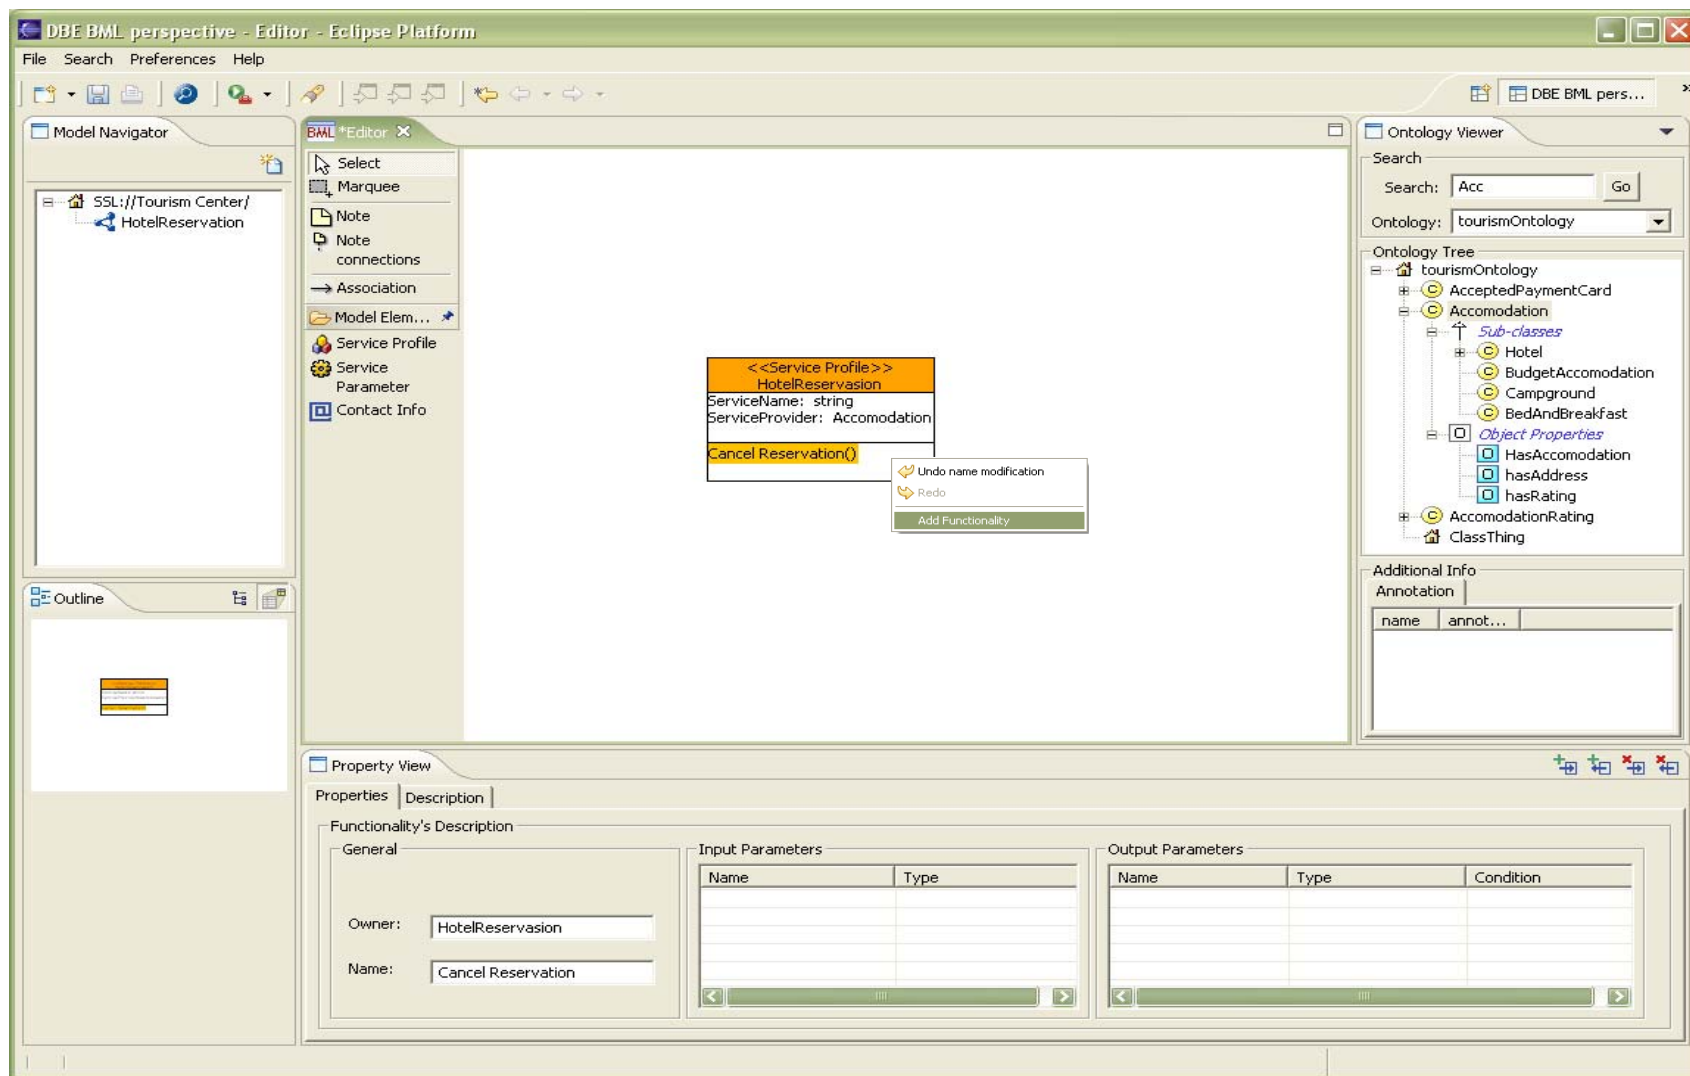 DBE BML perspective - Editor - Eclipse Platform
File Search Preferences Help
DBE BML pers...
Model Navigator
SSL://Tourism Center/
HotelReservation
Outline
BML *Editor
Select
Marquee
Note
Note
connections
Association
Model Elem...
Service Profile
Service
Parameter
Contact Info
<<Service Profile>>
HotelReservasion
ServiceName: string
ServiceProvider: Accomodation
Cancel Reservation()
Undo name modification
Redo
Add Functionality
Ontology Viewer
Search
Search: Acc Go
Ontology: tourismOntology
Ontology Tree
tourismOntology
AcceptedPaymentCard
Accomodation
Sub-classes
Hotel
BudgetAccomodation
Campground
BedAndBreakfast
Object Properties
HasAccomodation
hasAddress
hasRating
AccomodationRating
ClassThing
Additional Info
Annotation
name annot...
Property View
Properties Description
Functionality's Description
General
Owner: HotelReservasion
Name: Cancel Reservation
Input Parameters
Name Type
Output Parameters
Name Type Condition